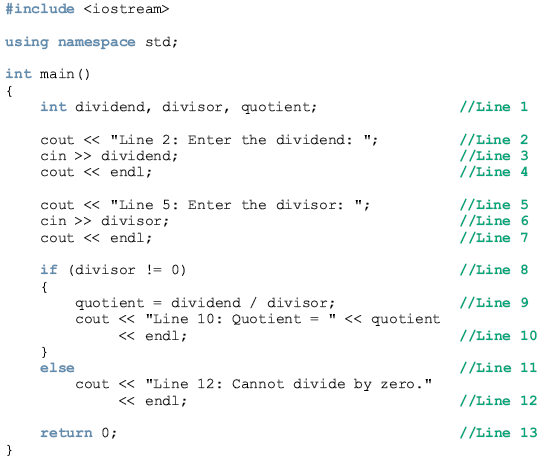 #include <iostream>
using namespace std;
int main()
{
int dividend, divisor, quotient; //Line 1
cout << "Line 2: Enter the dividend: "; //Line 2
cin >> dividend; //Line 3
cout << endl; //Line 4
cout << "Line 5: Enter the divisor: "; //Line 5
cin >> divisor; //Line 6
cout << endl; //Line 7
if (divisor != 0) //Line 8
{
quotient = dividend / divisor; //Line 9
cout << "Line 10: Quotient = " << quotient
<< endl; //Line 10
}
else //Line 11
cout << "Line 12: Cannot divide by zero."
<< endl; //Line 12
return 0; //Line 13
}